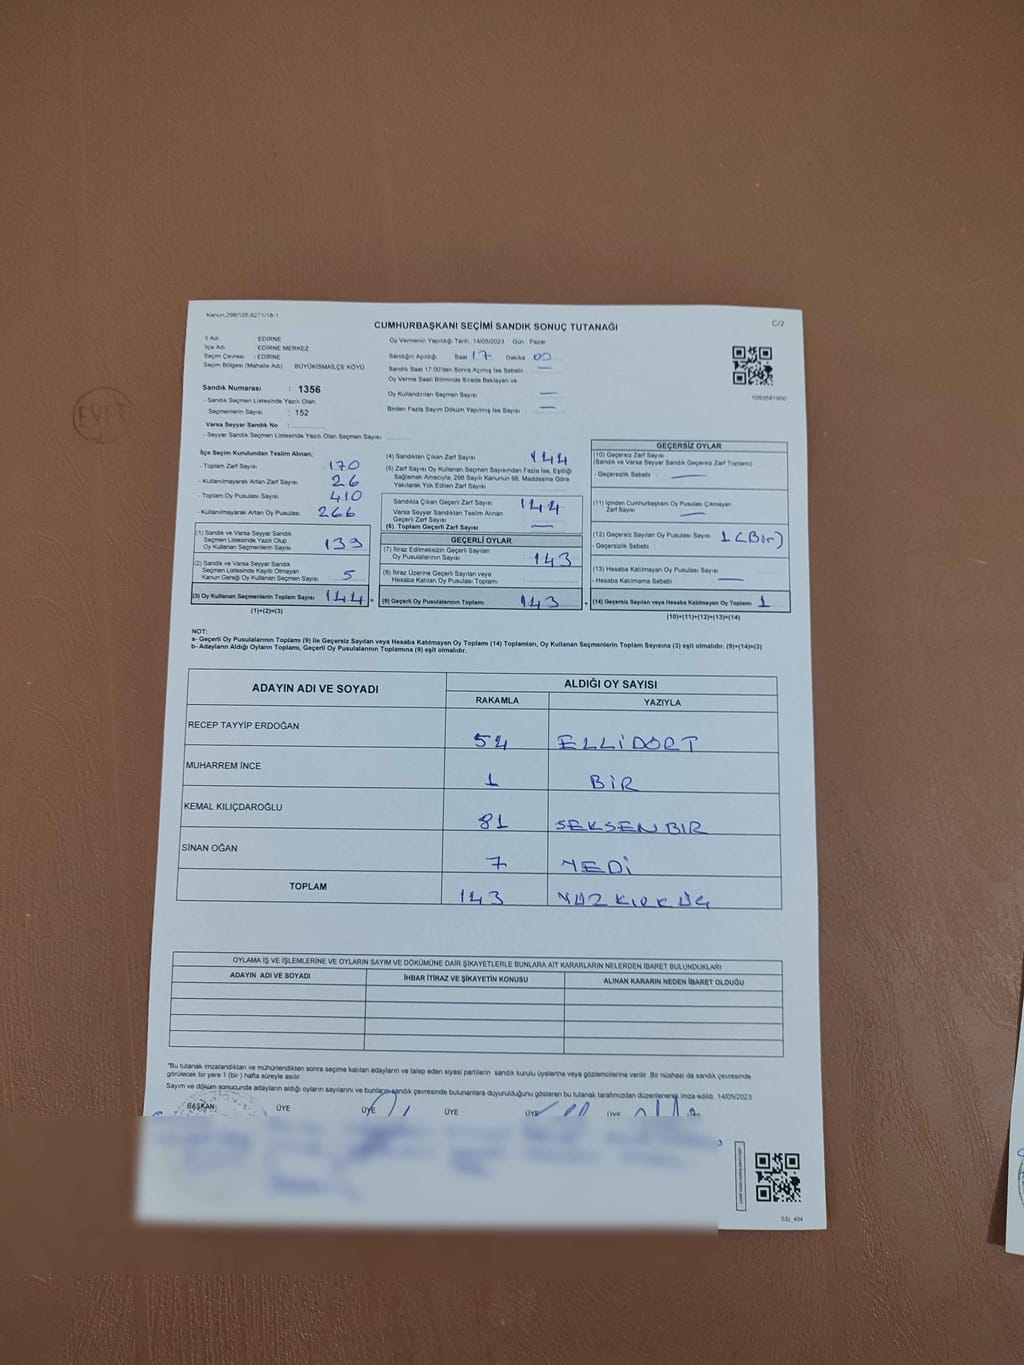 Kanun:298/105,6271/18-1
CUMHURBAŞKANI SEÇİMİ SANDIK SONUÇ TUTANAĞI
C/2
İl Adı : EDİRNE
İlçe Adı : EDİRNE MERKEZ
Seçim Çevresi : EDİRNE
Seçim Bölgesi (Mahalle Adı) : BÜYÜKİSMAİLÇE KÖYÜ
Sandık Numarası : 1356
- Sandık Seçmen Listesinde Yazılı Olan
Seçmenlerin Sayısı : 152
Varsa Seyyar Sandık No :
- Seyyar Sandık Seçmen Listesinde Yazılı Olan Seçmen Sayısı
Oy Vermenin Yapıldığı Tarih : 14/05/2023 Gün : Pazar
Sandığın Açıldığı Saat 17 Dakika 00
Sandık Saat 17:00'den Sonra Açılmış İse Sebebi —
Oy Verme Saati Bitiminde Sırada Bekleyen ve
Oy Kullandırılan Seçmen Sayısı —
Birden Fazla Sayım Döküm Yapılmış İse Sayısı —
1093581950
EVET
İlçe Seçim Kurulundan Teslim Alınan;
- Toplam Zarf Sayısı 170
- Kullanılmayarak Artan Zarf Sayısı 26
- Toplam Oy Pusulası Sayısı 410
- Kullanılmayarak Artan Oy Pusulası 266
(1) Sandık ve Varsa Seyyar Sandık
Seçmen Listesinde Yazılı Olup
Oy Kullanan Seçmenlerin Sayısı 139
(2) Sandık ve Varsa Seyyar Sandık
Seçmen Listesinde Kayıtlı Olmayan
Kanun Gereği Oy Kullanan Seçmen Sayısı 5
(3) Oy Kullanan Seçmenlerin Toplam Sayısı 144 =
(1)+(2)=(3)
(4) Sandıktan Çıkan Zarf Sayısı 144
(5) Zarf Sayısı Oy Kullanan Seçmen Sayısından Fazla İse, Eşitliği
Sağlamak Amacıyla; 298 Sayılı Kanunun 98. Maddesine Göre
Yakılarak Yok Edilen Zarf Sayısı
Sandıkta Çıkan Geçerli Zarf Sayısı 144
Varsa Seyyar Sandıktan Teslim Alınan
Geçerli Zarf Sayısı
(6) Toplam Geçerli Zarf Sayısı —
GEÇERLİ OYLAR
(7) İtiraz Edilmeksizin Geçerli Sayılan
Oy Pusulalarının Sayısı 143
(8) İtiraz Üzerine Geçerli Sayılan veya
Hesaba Katılan Oy Pusulası Toplamı
(9) Geçerli Oy Pusulalarının Toplamı 143 +
GEÇERSİZ OYLAR
(10) Geçersiz Zarf Sayısı
(Sandık ve Varsa Seyyar Sandık Geçersiz Zarf Toplamı)
- Geçersizlik Sebebi —
(11) İçinden Cumhurbaşkanı Oy Pusulası Çıkmayan
Zarf Sayısı —
(12) Geçersiz Sayılan Oy Pusulası Sayısı 1 (Bir)
- Geçersizlik Sebebi
(13) Hesaba Katılmayan Oy Pusulası Sayısı
- Hesaba Katılmama Sebebi —
(14) Geçersiz Sayılan veya Hesaba Katılmayan Oy Toplamı 1
(10)+(11)+(12)+(13)=(14)
NOT:
a- Geçerli Oy Pusulalarının Toplamı (9) ile Geçersiz Sayılan veya Hesaba Katılmayan Oy Toplamı (14) Toplamları, Oy Kullanan Seçmenlerin Toplam Sayısına (3) eşit olmalıdır. (9)+(14)=(3)
b- Adayların Aldığı Oyların Toplamı, Geçerli Oy Pusulalarının Toplamına (9) eşit olmalıdır.
ADAYIN ADI VE SOYADI ALDIĞI OY SAYISI
RAKAMLA YAZIYLA
RECEP TAYYİP ERDOĞAN 54 ELLİDÖRT
MUHARREM İNCE 1 BİR
KEMAL KILIÇDAROĞLU 81 SEKSENBİR
SİNAN OĞAN 7 YEDİ
TOPLAM 143 YÜZKIRKÜÇ
OYLAMA İŞ VE İŞLEMLERİNE VE OYLARIN SAYIM VE DÖKÜMÜNE DAİR ŞİKAYETLERLE BUNLARA AİT KARARLARIN NELERDEN İBARET BULUNDUKLARI
ADAYIN ADI VE SOYADI İHBAR İTİRAZ VE ŞİKAYETİN KONUSU ALINAN KARARIN NEDEN İBARET OLDUĞU
*Bu tutanak imzalandıktan ve mühürlendikten sonra seçime katılan adayların ve talep eden siyasi partilerin sandık kurulu üyelerine veya gözlemcilerine verilir. Bir nüshası da sandık çevresinde
görülecek bir yere 1 (bir ) hafta süreyle asılır.
Sayım ve döküm sonucunda adayların aldığı oyların sayılarını ve bunların sandık çevresinde bulunanlara duyurulduğunu gösteren bu tutanak tarafımızdan düzenlenerek imza edildi. 14/05/2023
BAŞKAN ÜYE ÜYE ÜYE ÜYE ÜYE
SSI_404